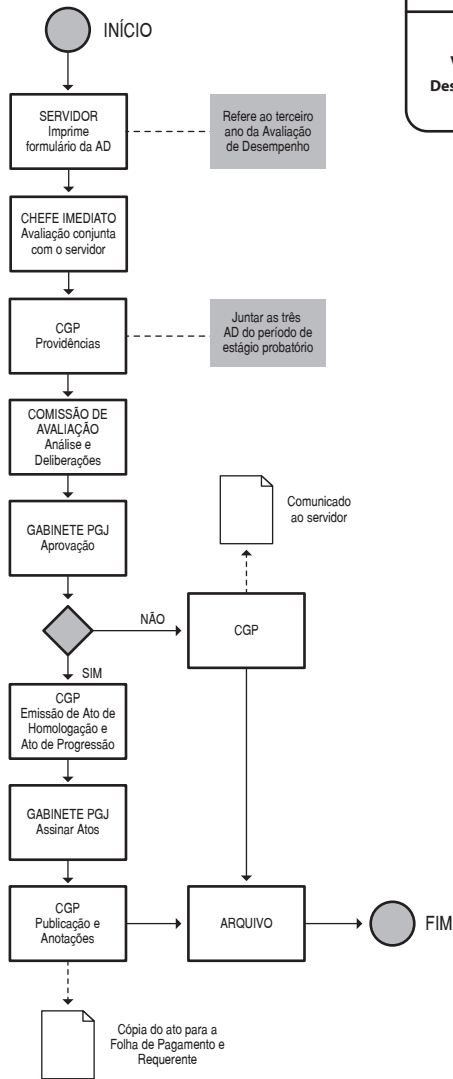 INÍCIO
SERVIDOR
Imprime
formulário da AD
Refere ao terceiro
ano da Avaliação
de Desempenho
CHEFE IMEDIATO
Avaliação conjunta
com o servidor
CGP
Providências
Juntar as três
AD do período de
estágio probatório
COMISSÃO DE
AVALIAÇÃO
Análise e
Deliberações
GABINETE PGJ
Aprovação
Comunicado
ao servidor
NÃO
CGP
SIM
CGP
Emissão de Ato de
Homologação e
Ato de Progressão
GABINETE PGJ
Assinar Atos
CGP
Publicação e
Anotações
ARQUIVO
FIM
Cópia do ato para a
Folha de Pagamento e
Requerente